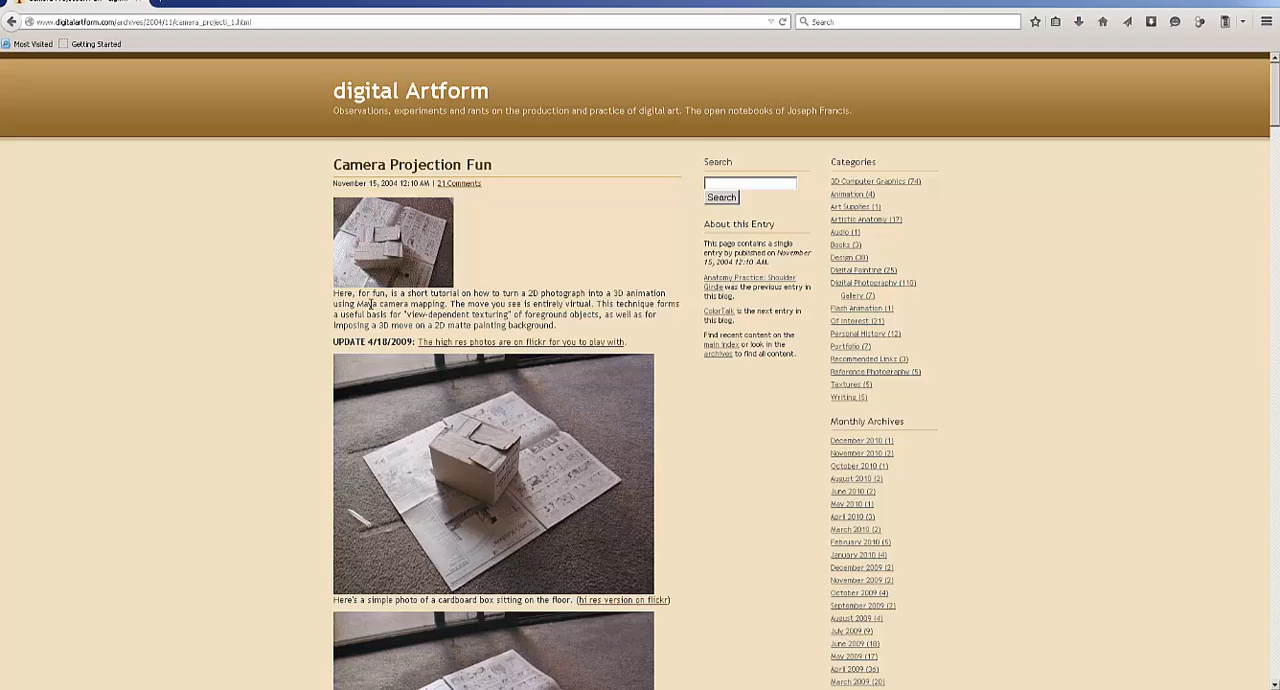 www.digitalartform.com/archives/2004/11/camera_projecti_1.html
Search
Most Visited
Getting Started
digital Artform
Observations, experiments and rants on the production and practice of digital art. The open notebooks of Joseph Francis.
Camera Projection Fun
November 15, 2004 12:10 AM | 21 Comments
Here, for fun, is a short tutorial on how to turn a 2D photograph into a 3D animation
using Maya camera mapping. The move you see is entirely virtual. This technique forms
a useful basis for "view-dependent texturing" of foreground objects, as well as for
imposing a 3D move on a 2D matte painting background.
UPDATE 4/18/2009: The high res photos are on flickr for you to play with.
Here's a simple photo of a cardboard box sitting on the floor. (hi res version on flickr)
Search
Search
About this Entry
This page contains a single
entry by published on November
15, 2004 12:10 AM.
Anatomy Practice: Shoulder
Girdle was the previous entry in
this blog.
ColorTalk is the next entry in
this blog.
Find recent content on the
main index or look in the
archives to find all content.
Categories
3D Computer Graphics (74)
Animation (4)
Art Supplies (1)
Artistic Anatomy (17)
Audio (1)
Books (3)
Design (38)
Digital Painting (25)
Digital Photography (110)
Gallery (7)
Flash Animation (1)
Of Interest (21)
Personal History (12)
Portfolio (7)
Recommended Links (3)
Reference Photography (5)
Textures (5)
Writing (5)
Monthly Archives
December 2010 (1)
November 2010 (2)
October 2010 (1)
August 2010 (2)
June 2010 (2)
May 2010 (1)
April 2010 (3)
March 2010 (2)
February 2010 (5)
January 2010 (4)
December 2009 (2)
November 2009 (2)
October 2009 (4)
September 2009 (2)
August 2009 (4)
July 2009 (9)
June 2009 (18)
May 2009 (17)
April 2009 (36)
March 2009 (20)